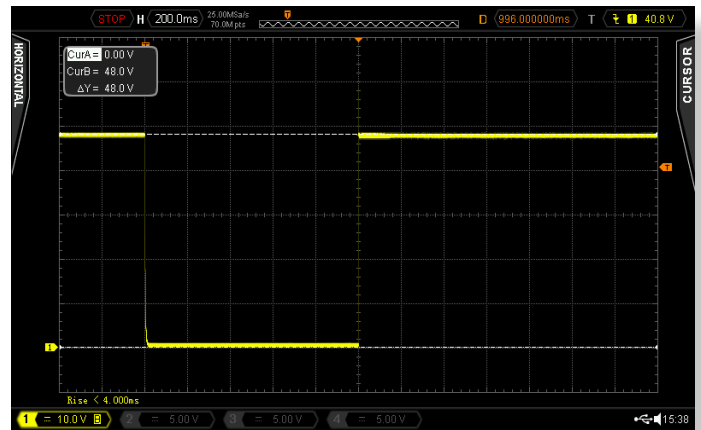 STOP H 200.0ms 25.00MSa/s 70.0M pts D 996.000000ms T 1 40.8 V
HORIZONTAL
CURSOR
CurA= 0.00 V
CurB= 48.0 V
ΔY= 48.0 V
T
T
1
Rise < 4.000ms
1 = 10.0 V B 2 = 5.00 V 3 = 5.00 V 4 = 5.00 V 15:38